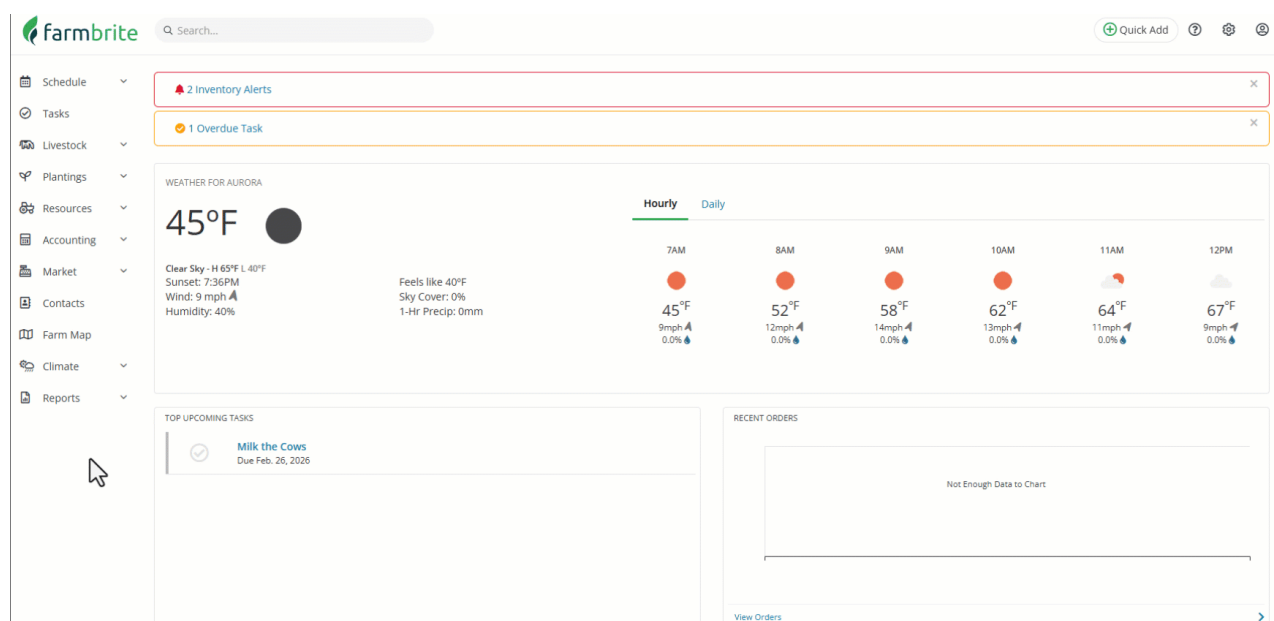 farmbrite
Search...
Quick Add
Schedule
Tasks
Livestock
Plantings
Resources
Accounting
Market
Contacts
Farm Map
Climate
Reports
2 Inventory Alerts
1 Overdue Task
WEATHER FOR AURORA
45°F
Clear Sky - H 65°F L 40°F
Sunset: 7:36PM
Wind: 9 mph
Humidity: 40%
Feels like 40°F
Sky Cover: 0%
1-Hr Precip: 0mm
Hourly Daily
7AM 8AM 9AM 10AM 11AM 12PM
45°F 52°F 58°F 62°F 64°F 67°F
9mph 12mph 14mph 13mph 11mph 9mph
0.0% 0.0% 0.0% 0.0% 0.0% 0.0%
TOP UPCOMING TASKS
Milk the Cows
Due Feb. 26, 2026
RECENT ORDERS
Not Enough Data to Chart
View Orders